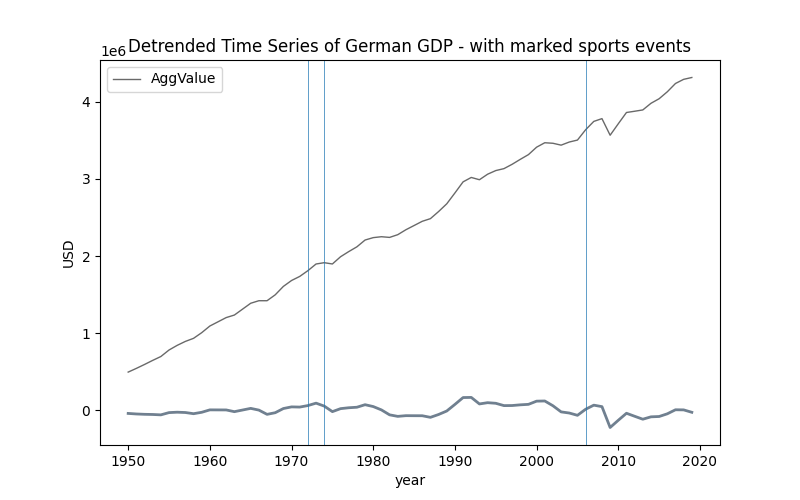 Detrended Time Series of German GDP - with marked sports events
1e6
AggValue
4
3
2
1
0
USD
1950 1960 1970 1980 1990 2000 2010 2020
year